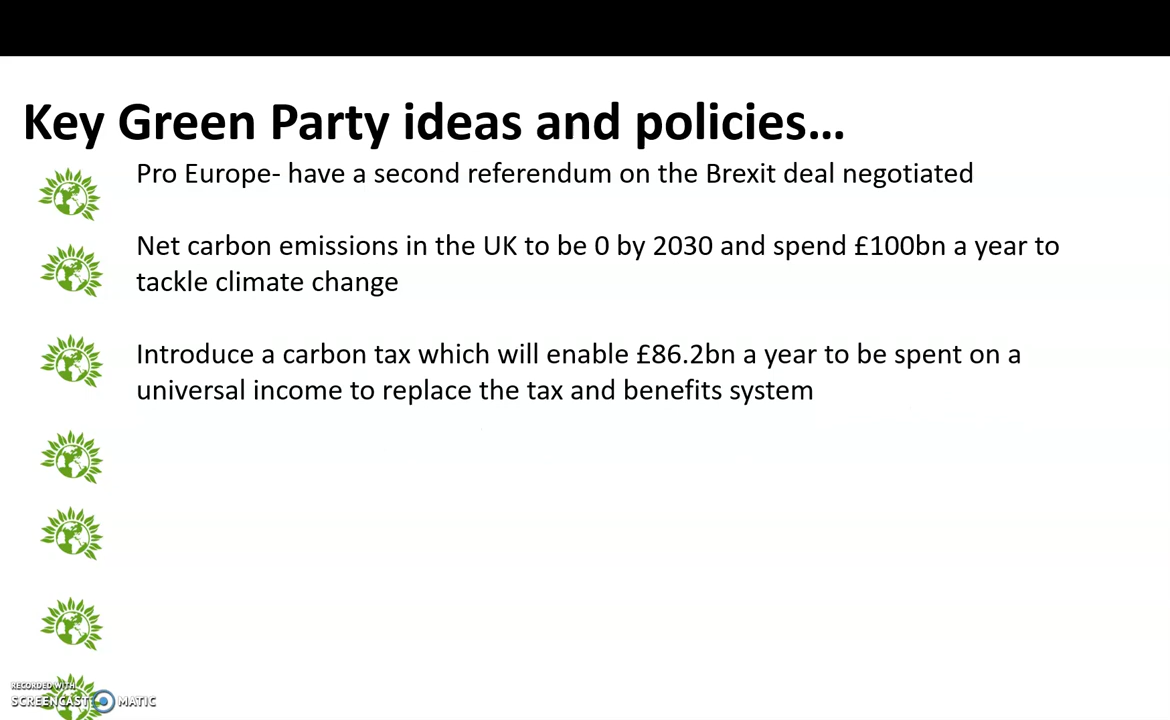 Key Green Party ideas and policies...
Pro Europe- have a second referendum on the Brexit deal negotiated
Net carbon emissions in the UK to be 0 by 2030 and spend £100bn a year to
tackle climate change
Introduce a carbon tax which will enable £86.2bn a year to be spent on a
universal income to replace the tax and benefits system
RECORDED WITH
SCREENCAST MATIC